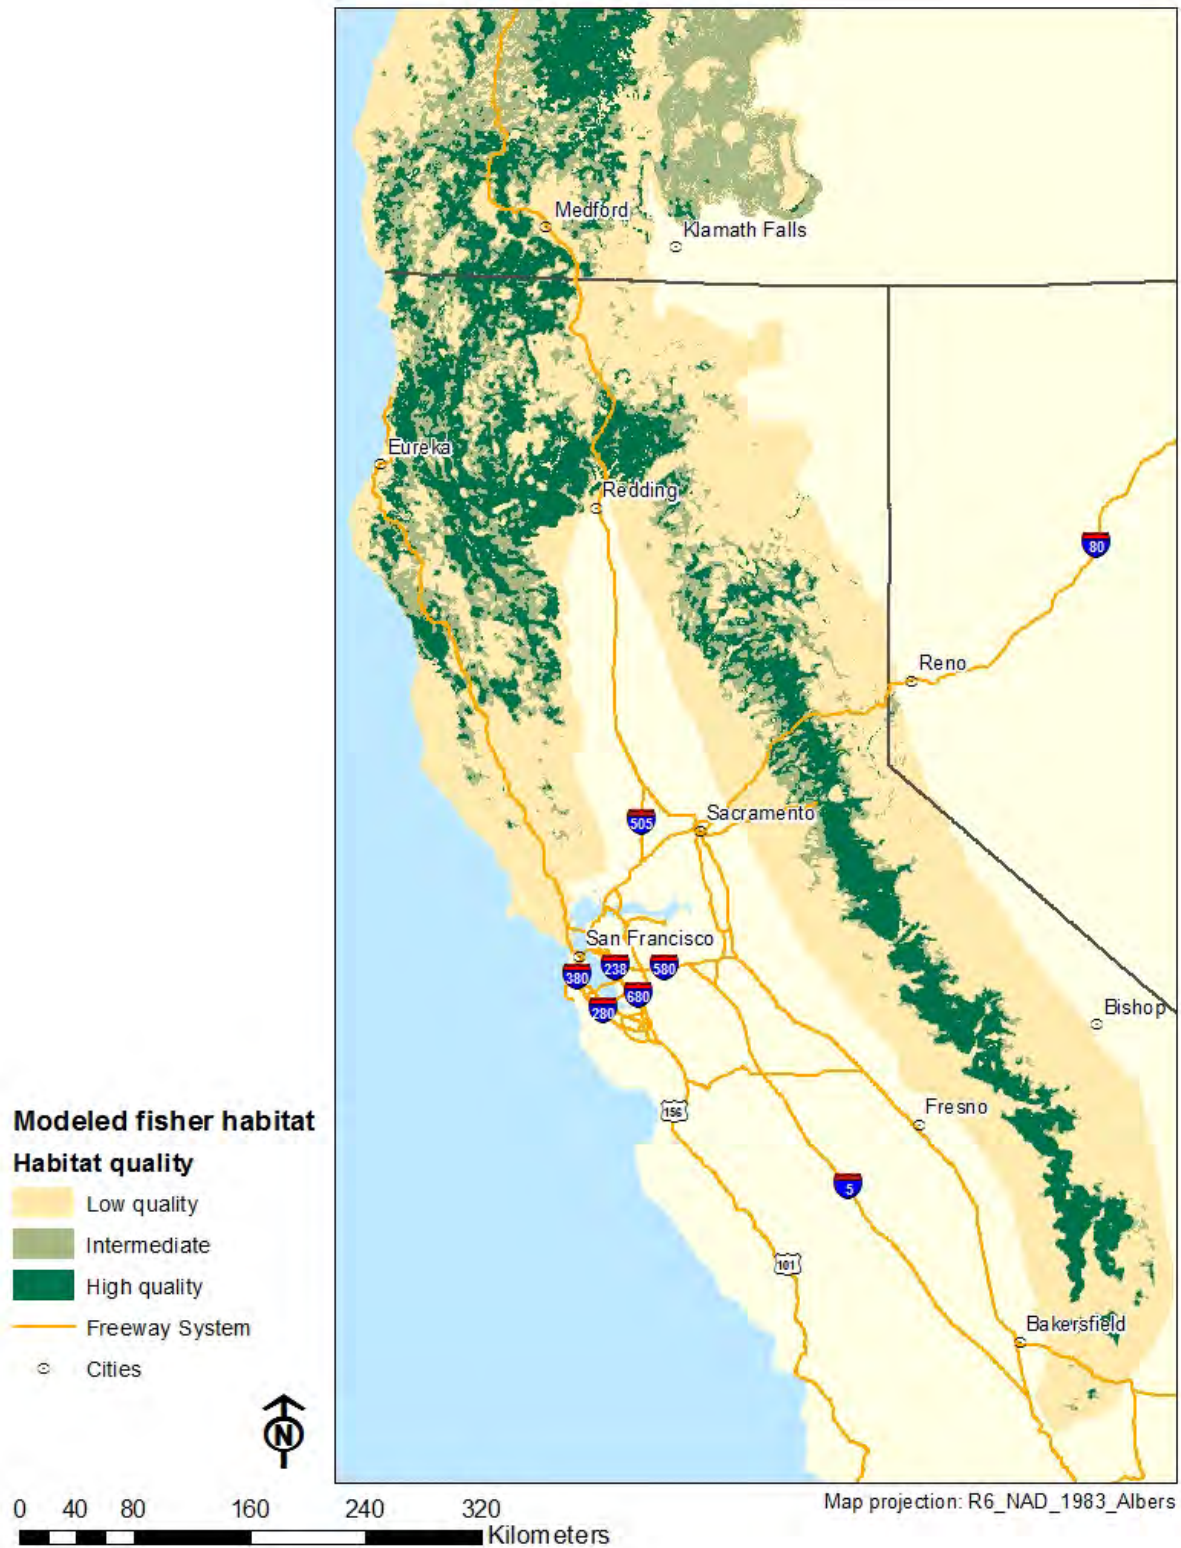 Medford
Klamath Falls
Eureka
Redding
80
Reno
505
Sacramento
San Francisco
380
238
580
680
280
Bishop
156
Fresno
5
101
Bakersfield
Modeled fisher habitat
Habitat quality
Low quality
Intermediate
High quality
Freeway System
Cities
N
0 40 80 160 240 320
Kilometers
Map projection: R6_NAD_1983_Albers